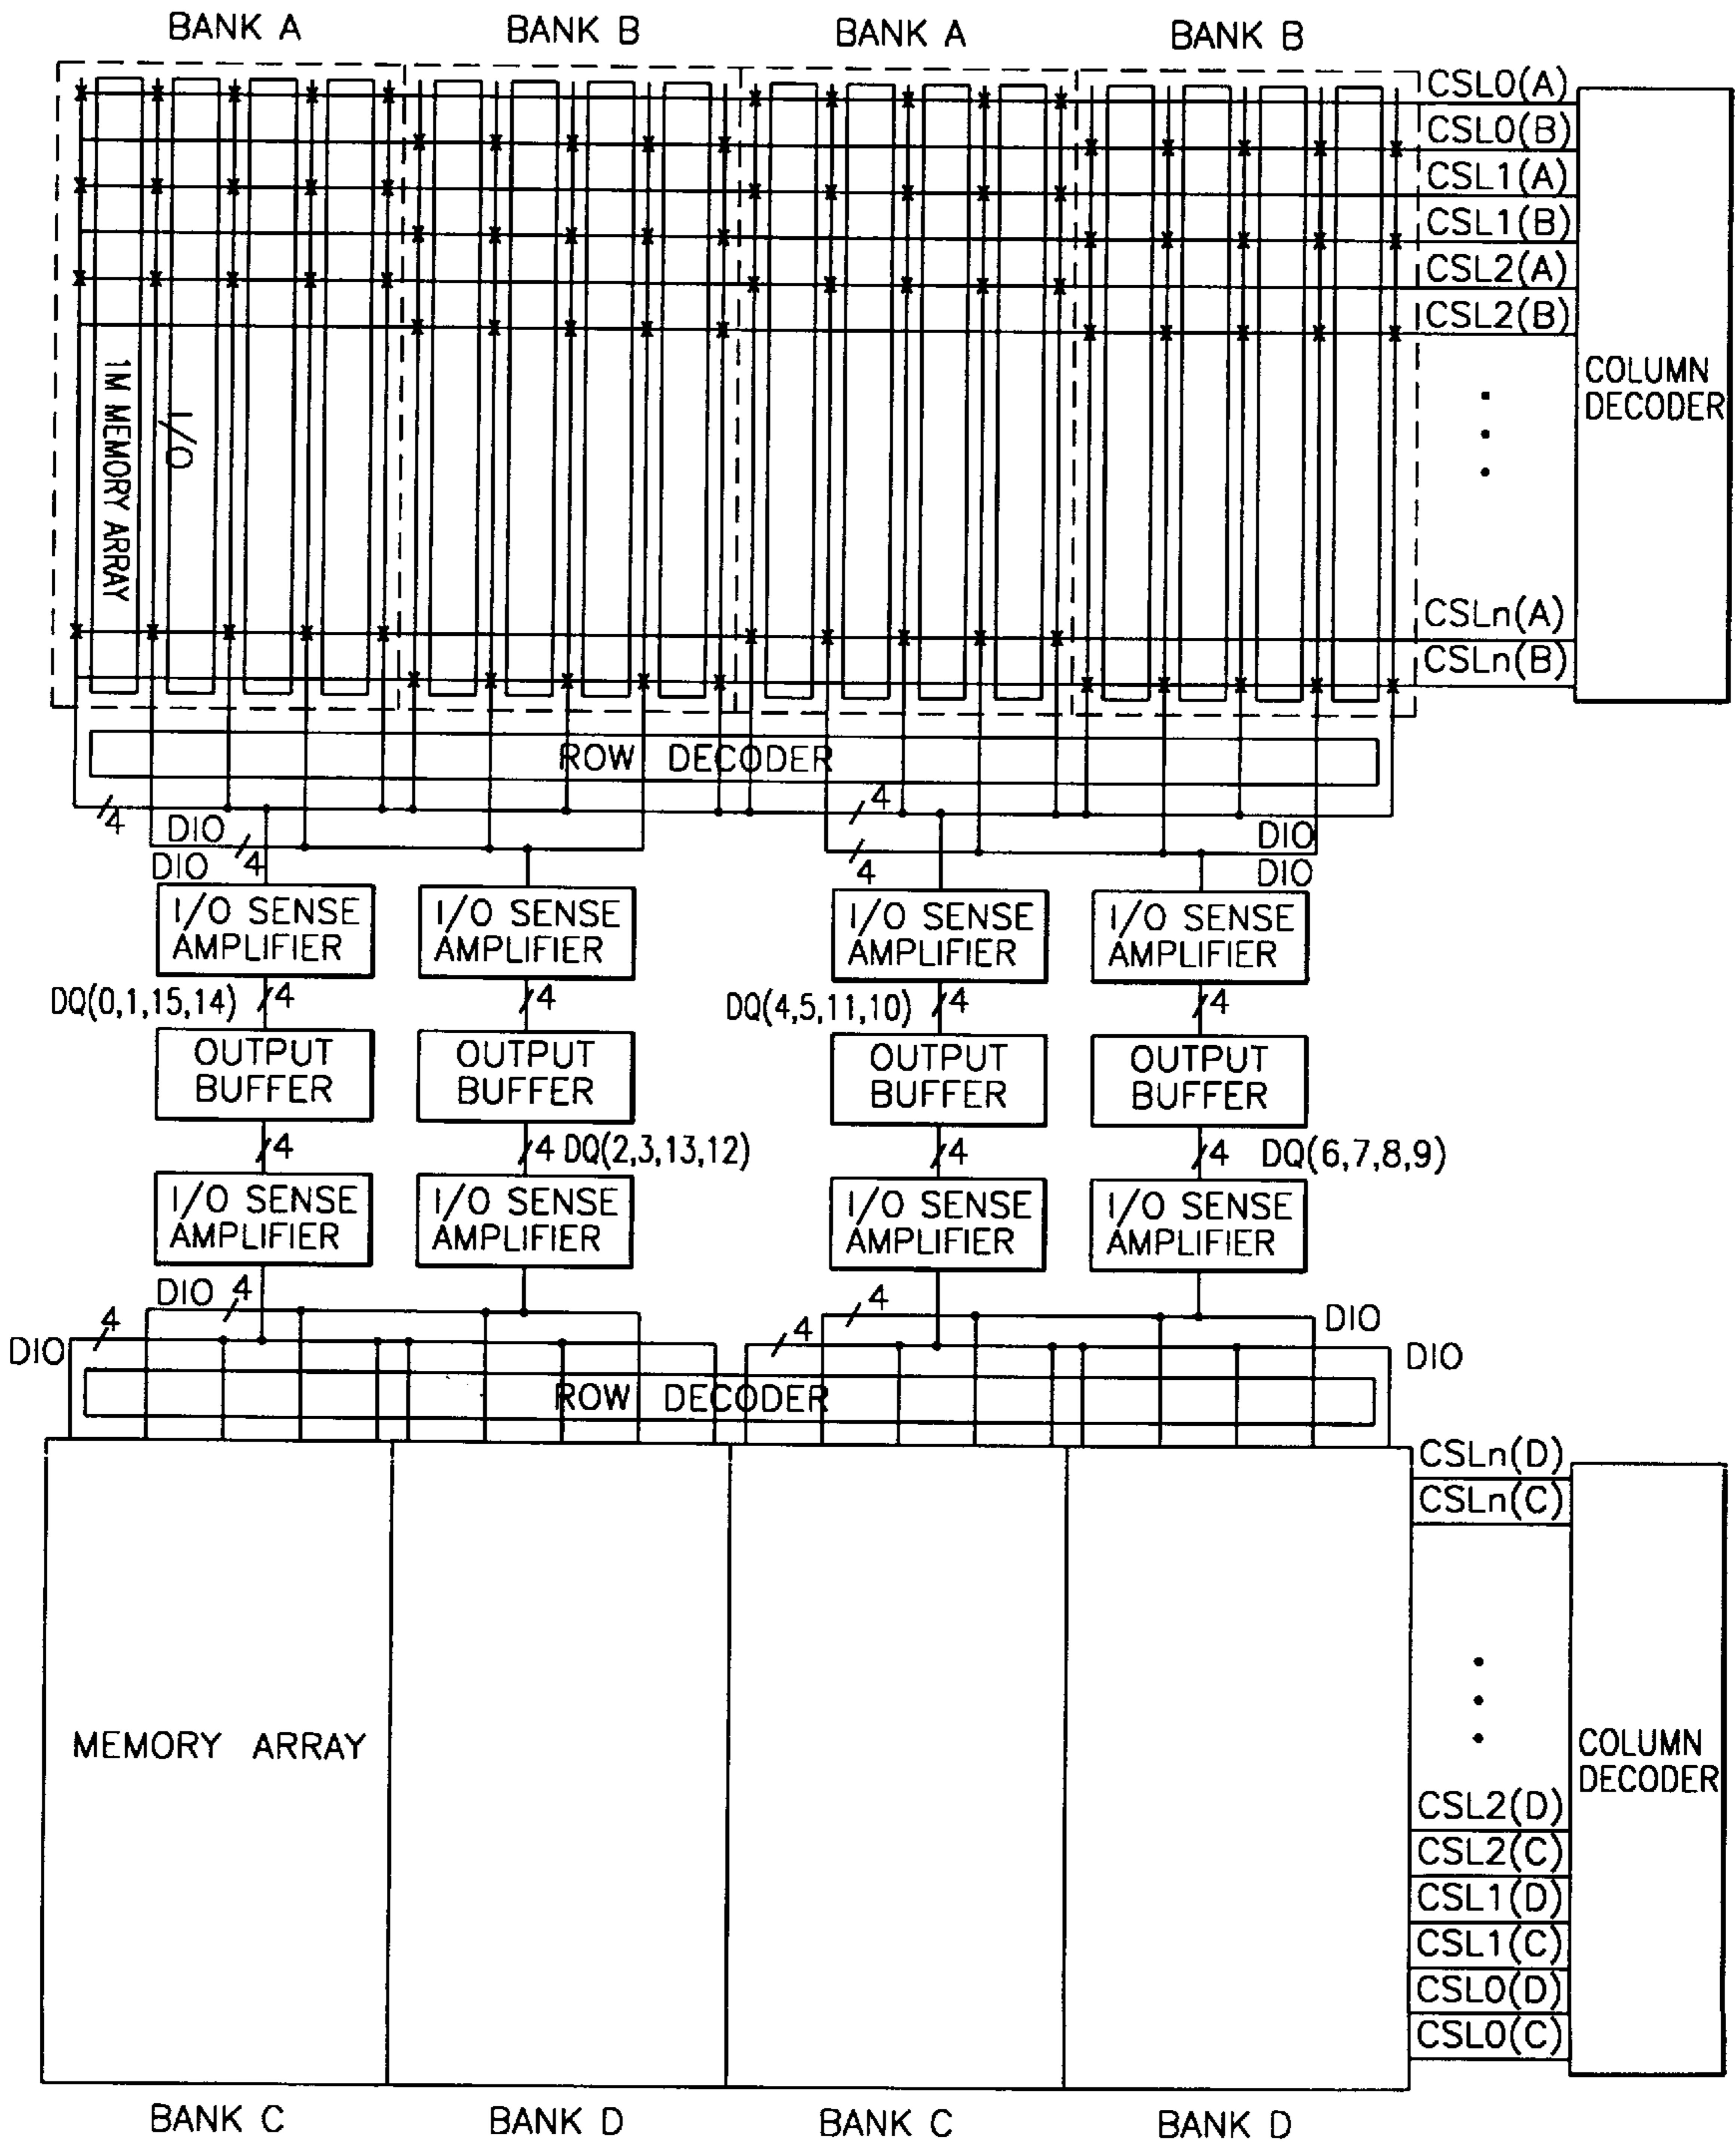 BANK A
BANK B
BANK A
BANK B
CSL0(A)
CSL0(B)
CSL1(A)
CSL1(B)
CSL2(A)
CSL2(B)
COLUMN
DECODER
1M MEMORY ARRAY
I/O
CSLn(A)
CSLn(B)
ROW DECODER
4
4
DIO
4
DIO
DIO
4
DIO
I/O SENSE
AMPLIFIER
I/O SENSE
AMPLIFIER
I/O SENSE
AMPLIFIER
I/O SENSE
AMPLIFIER
DQ(0,1,15,14)
4
4
DQ(4,5,11,10)
4
4
OUTPUT
BUFFER
OUTPUT
BUFFER
OUTPUT
BUFFER
OUTPUT
BUFFER
4
4
DQ(2,3,13,12)
4
4
DQ(6,7,8,9)
I/O SENSE
AMPLIFIER
I/O SENSE
AMPLIFIER
I/O SENSE
AMPLIFIER
I/O SENSE
AMPLIFIER
DIO
4
4
DIO
DIO
4
4
DIO
ROW DECODER
CSLn(D)
CSLn(C)
MEMORY ARRAY
COLUMN
DECODER
CSL2(D)
CSL2(C)
CSL1(D)
CSL1(C)
CSL0(D)
CSL0(C)
BANK C
BANK D
BANK C
BANK D